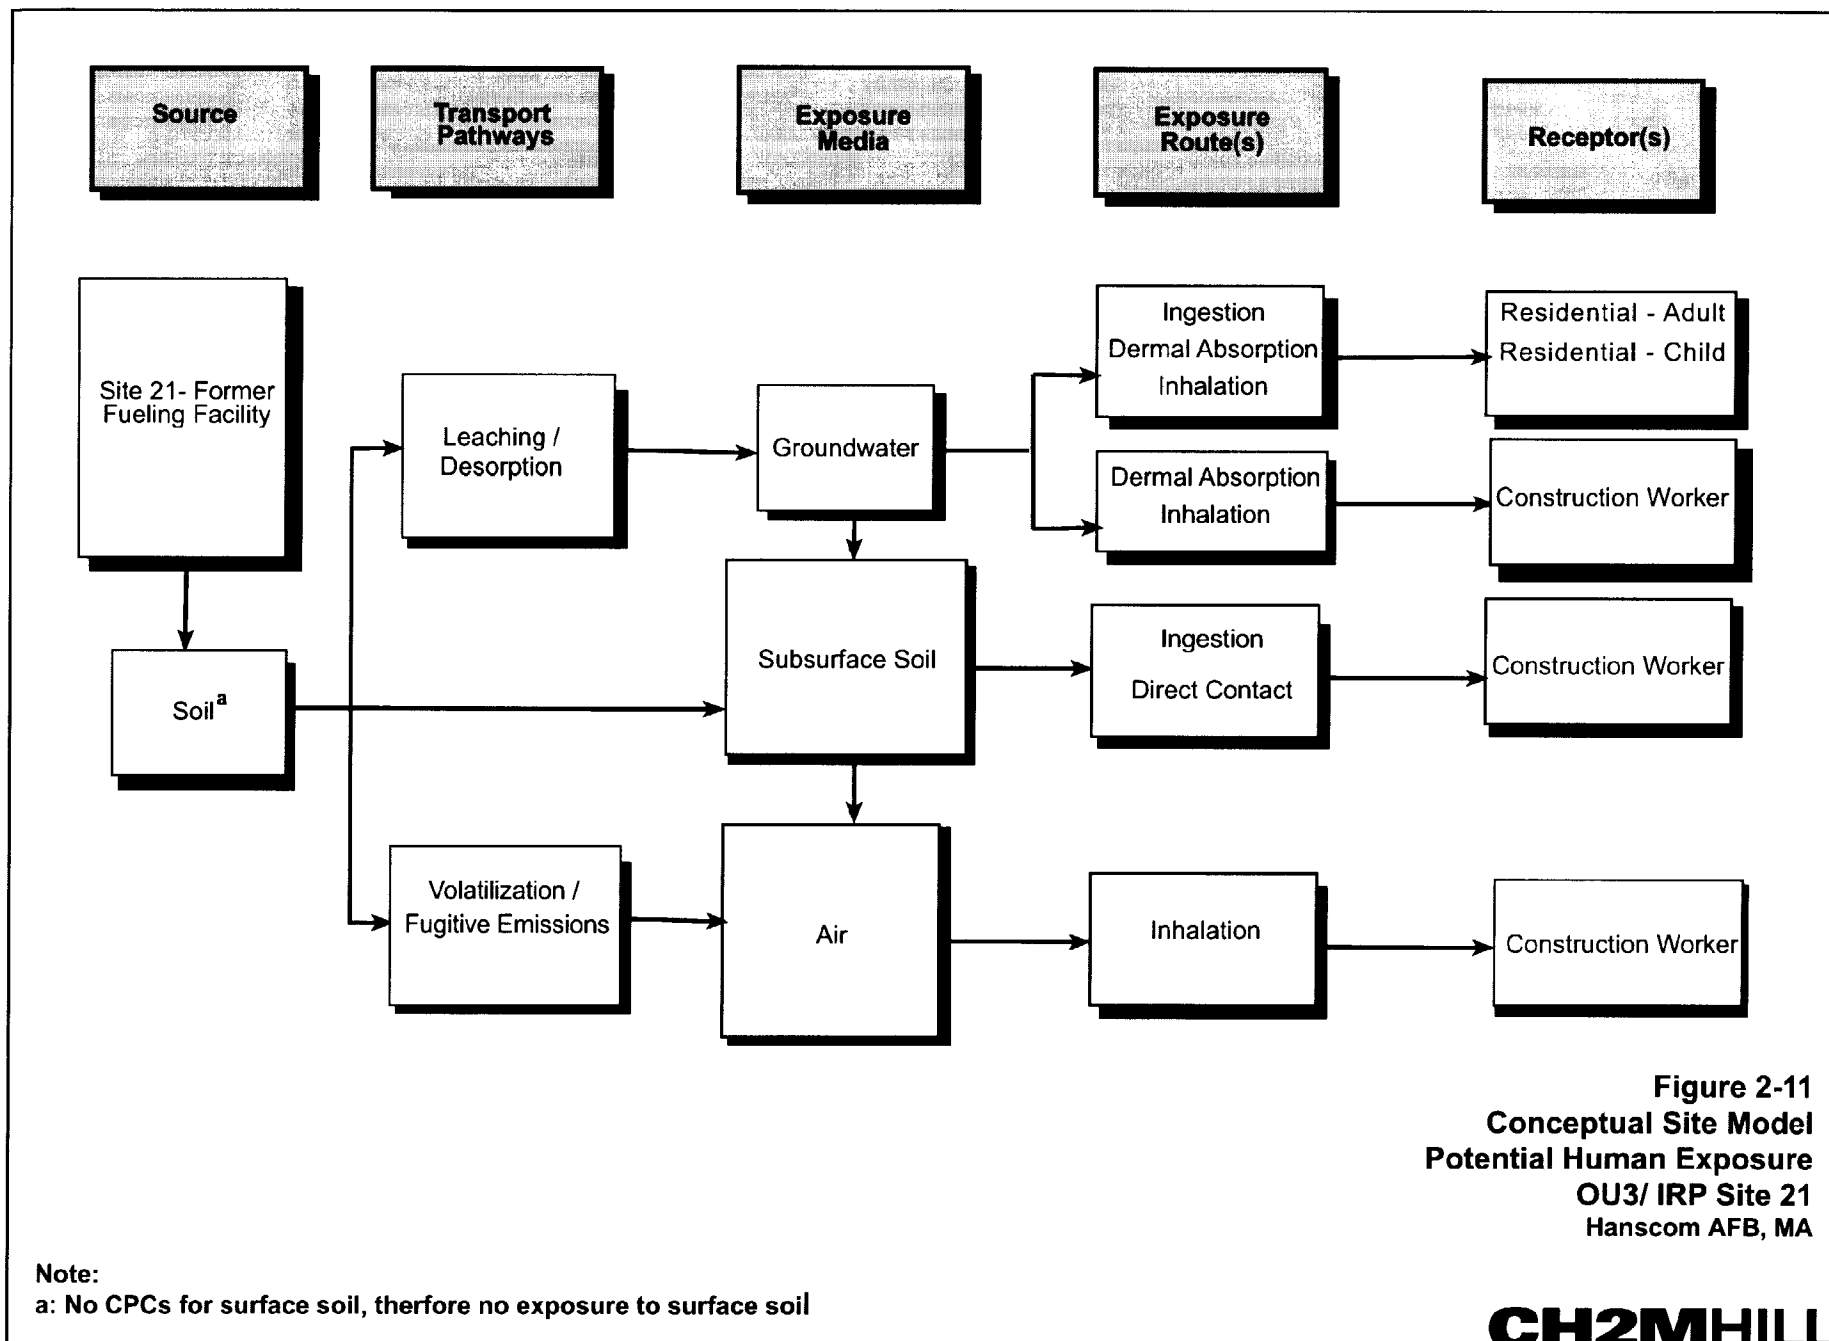 Source
Transport
Pathways
Exposure
Media
Exposure
Route(s)
Receptor(s)
Site 21- Former
Fueling Facility
Soil a
Leaching /
Desorption
Volatilization /
Fugitive Emissions
Groundwater
Subsurface Soil
Air
Ingestion
Dermal Absorption
Inhalation
Dermal Absorption
Inhalation
Ingestion
Direct Contact
Inhalation
Residential - Adult
Residential - Child
Construction Worker
Construction Worker
Construction Worker
Figure 2-11
Conceptual Site Model
Potential Human Exposure
OU3/ IRP Site 21
Hanscom AFB, MA
Note:
a: No CPCs for surface soil, therfore no exposure to surface soil
CH2MHILL